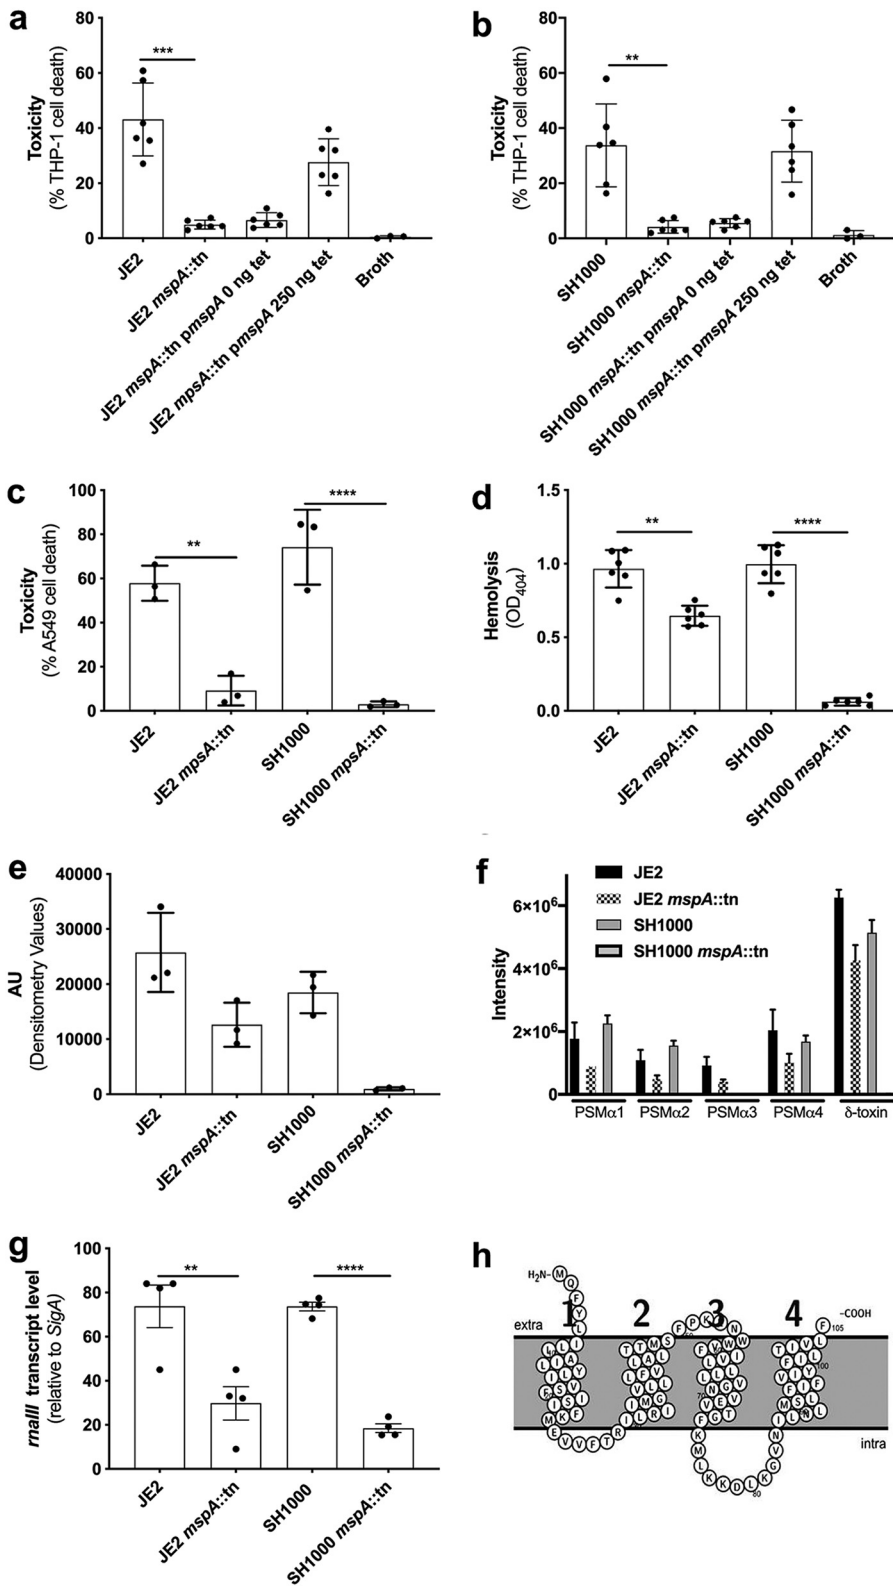 a
80
60
40
20
0
Toxicity
(% THP-1 cell death)
***
JE2
JE2 mspA::tn
JE2 mspA::tn pmspA 0 ng tet
JE2 mpsA::tn pmspA 250 ng tet
Broth
b
80
60
40
20
0
Toxicity
(% THP-1 cell death)
**
SH1000
SH1000 mspA::tn
SH1000 mspA::tn pmspA 0 ng tet
SH1000 mspA::tn pmspA 250 ng tet
Broth
c
100
80
60
40
20
0
Toxicity
(% A549 cell death)
**
****
JE2
JE2 mpsA::tn
SH1000
SH1000 mpsA::tn
d
1.5
1.0
0.5
0.0
Hemolysis
(OD404)
**
****
JE2
JE2 mspA::tn
SH1000
SH1000 mspA::tn
e
40000
30000
20000
10000
0
AU
(Densitometry Values)
JE2
JE2 mspA::tn
SH1000
SH1000 mspA::tn
f
JE2
JE2 mspA::tn
SH1000
SH1000 mspA::tn
6×10⁶
4×10⁶
2×10⁶
0
Intensity
PSMα1
PSMα2
PSMα3
PSMα4
δ-toxin
g
100
80
60
40
20
0
rnaIII transcript level
(relative to SigA)
**
****
JE2
JE2 mspA::tn
SH1000
SH1000 mspA::tn
h
H₂N-
1
2
3
4
-COOH
extra
intra
105
100
80